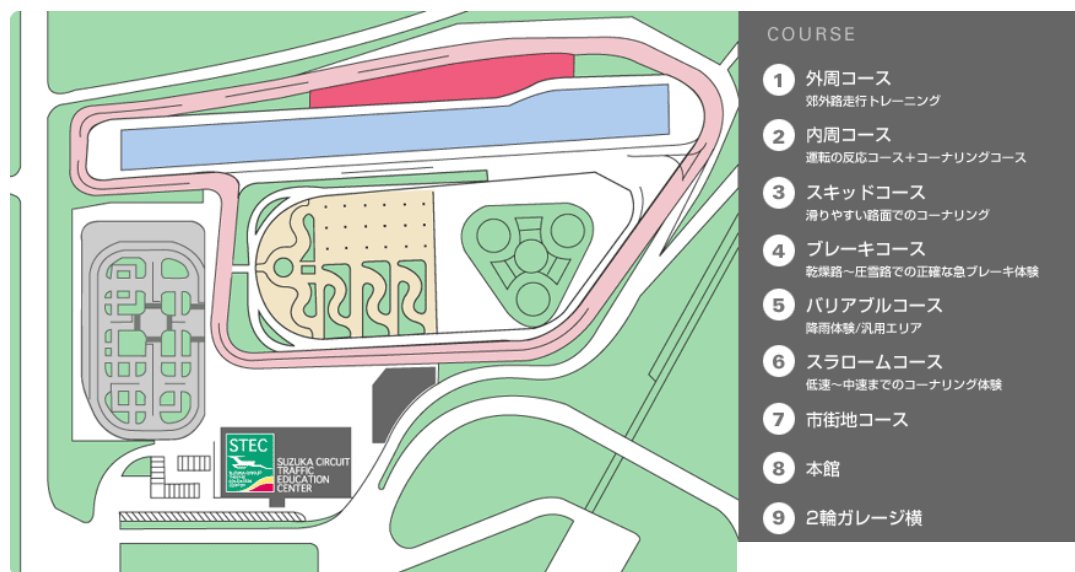 COURSE
1 外周コース
郊外路走行トレーニング
2 内周コース
運転の反応コース+コーナリングコース
3 スキッドコース
滑りやすい路面でのコーナリング
4 ブレーキコース
乾燥路~圧雪路での正確な急ブレーキ体験
5 バリアブルコース
降雨体験/汎用エリア
6 スラロームコース
低速~中速までのコーナリング体験
7 市街地コース
8 本館
9 2輪ガレージ横
STEC
SUZUKA CIRCUIT
TRAFFIC
EDUCATION
CENTER
SUZUKA CIRCUIT
TRAFFIC
EDUCATION
CENTER